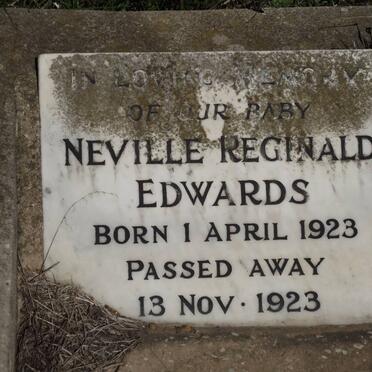 IN LOVING MEMORY
OF OUR BABY
NEVILLE REGINALD
EDWARDS
BORN 1 APRIL 1923
PASSED AWAY
13 NOV · 1923